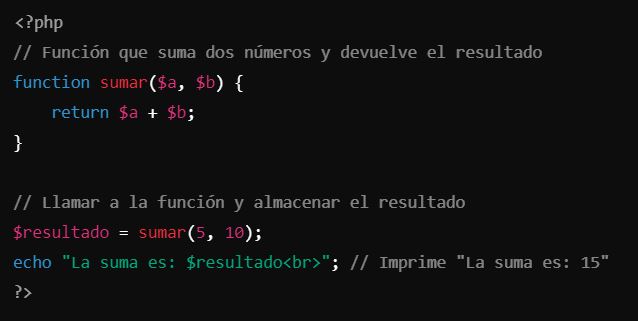 <?php
// Función que suma dos números y devuelve el resultado
function sumar($a, $b) {
    return $a + $b;
}

// Llamar a la función y almacenar el resultado
$resultado = sumar(5, 10);
echo "La suma es: $resultado<br>"; // Imprime "La suma es: 15"
?>